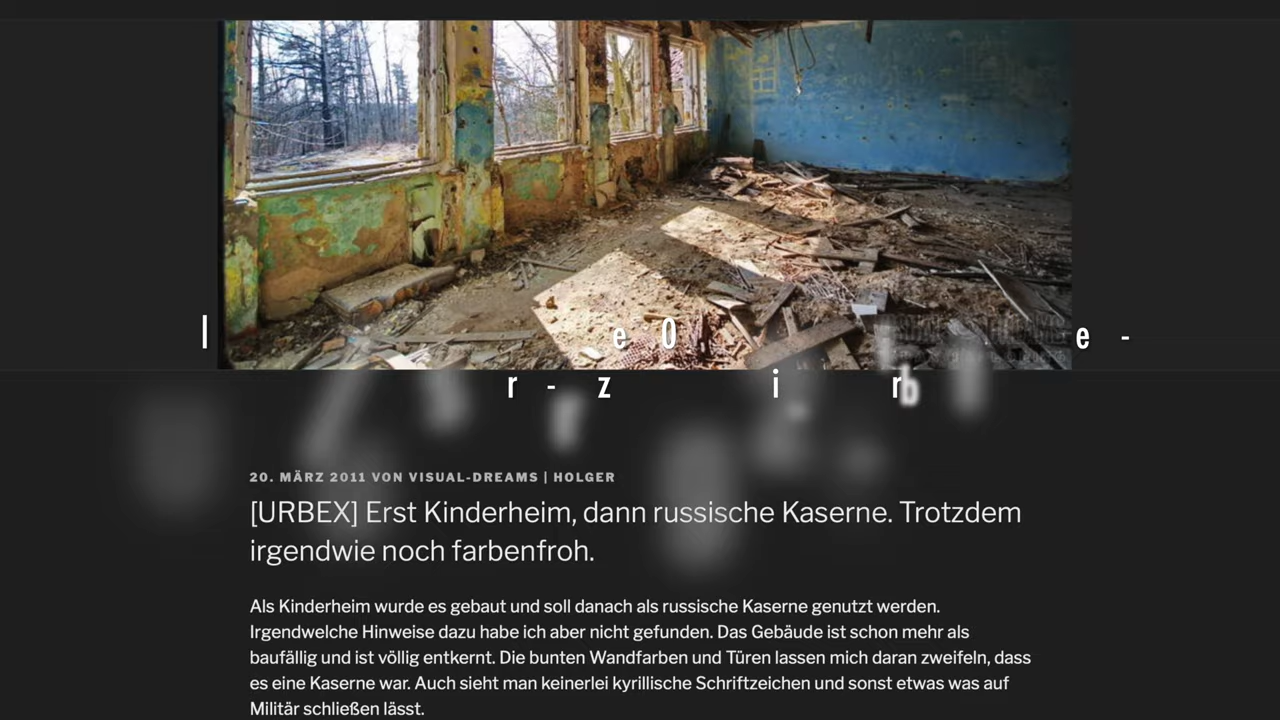 l e 0 e -
r - z i r b
20. MÄRZ 2011 VON VISUAL-DREAMS | HOLGER
[URBEX] Erst Kinderheim, dann russische Kaserne. Trotzdem
irgendwie noch farbenfroh.
Als Kinderheim wurde es gebaut und soll danach als russische Kaserne genutzt werden.
Irgendwelche Hinweise dazu habe ich aber nicht gefunden. Das Gebäude ist schon mehr als
baufällig und ist völlig entkernt. Die bunten Wandfarben und Türen lassen mich daran zweifeln, dass
es eine Kaserne war. Auch sieht man keinerlei kyrillische Schriftzeichen und sonst etwas was auf
Militär schließen lässt.